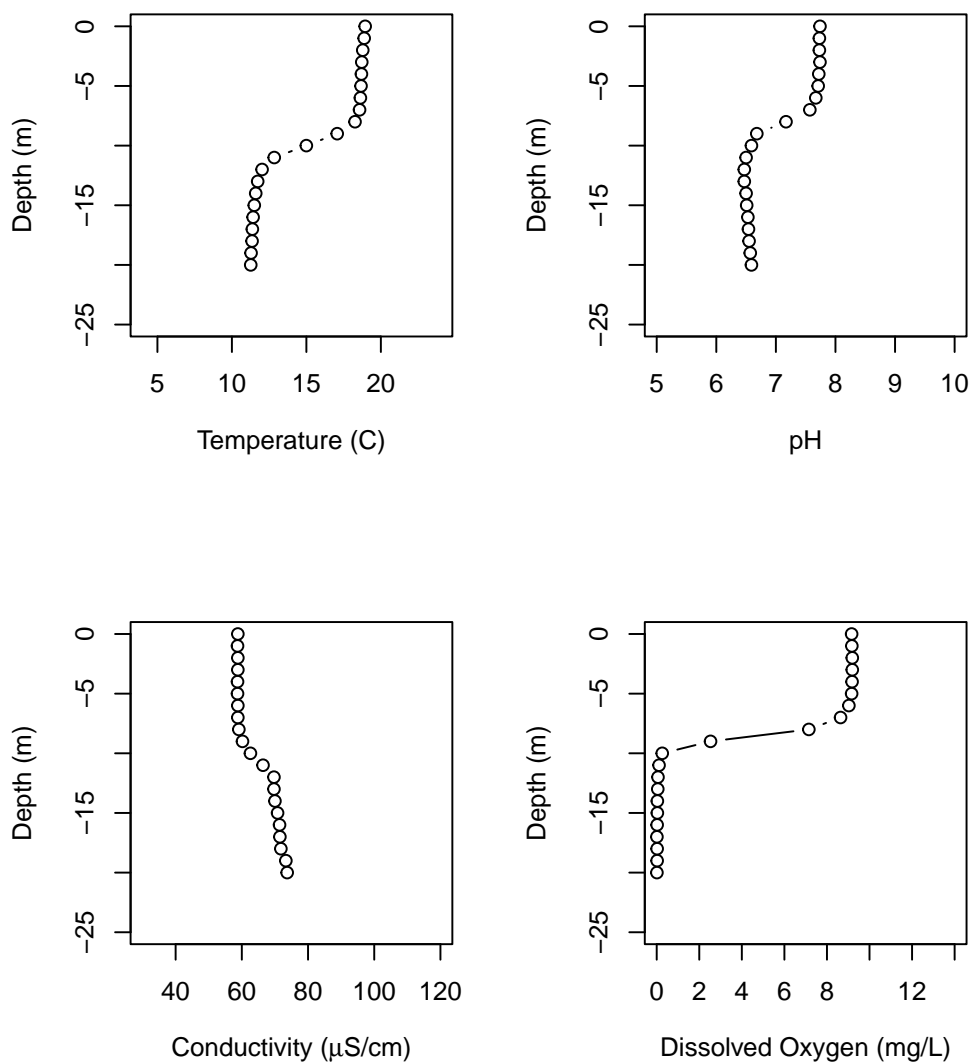 0
−5
−15
−25
Depth (m)
5 10 15 20
Temperature (C)
0
−5
−15
−25
Depth (m)
5 6 7 8 9 10
pH
0
−5
−15
−25
Depth (m)
40 60 80 100 120
Conductivity (μS/cm)
0
−5
−15
−25
Depth (m)
0 2 4 6 8 12
Dissolved Oxygen (mg/L)